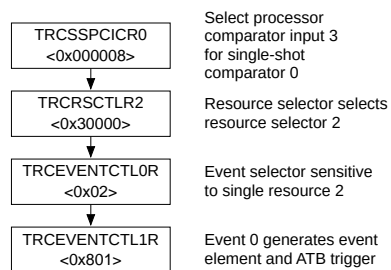 TRCSSPCICR0
<0x000008>
Select processor
comparator input 3
for single-shot
comparator 0
TRCRSCTLR2
<0x30000>
Resource selector selects
resource selector 2
TRCEVENTCTL0R
<0x02>
Event selector sensitive
to single resource 2
TRCEVENTCTL1R
<0x801>
Event 0 generates event
element and ATB trigger